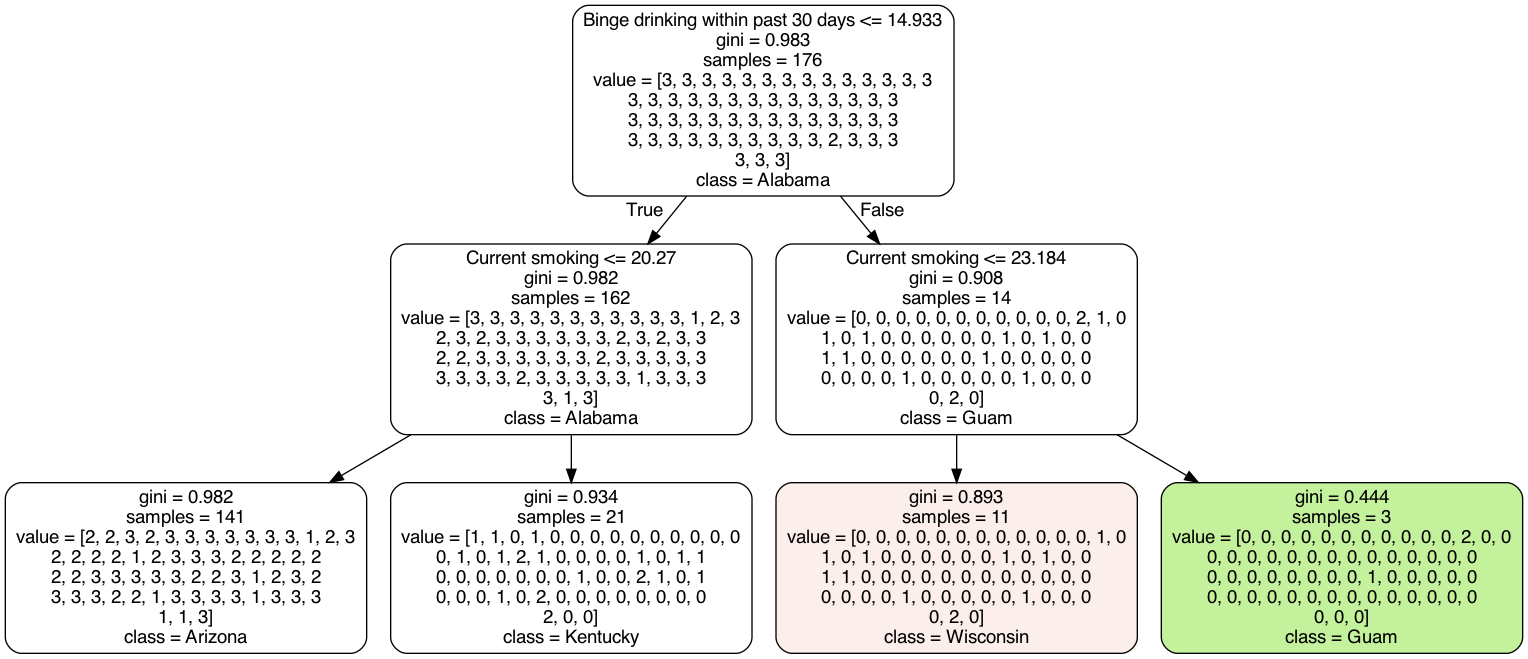 Binge drinking within past 30 days <= 14.933
gini = 0.983
samples = 176
value = [3, 3, 3, 3, 3, 3, 3, 3, 3, 3, 3, 3, 3, 3
3, 3, 3, 3, 3, 3, 3, 3, 3, 3, 3, 3, 3, 3
3, 3, 3, 3, 3, 3, 3, 3, 3, 3, 3, 3, 3, 3
3, 3, 3, 3, 3, 3, 3, 3, 3, 3, 2, 3, 3, 3
3, 3, 3]
class = Alabama
True
False
Current smoking <= 20.27
gini = 0.982
samples = 162
value = [3, 3, 3, 3, 3, 3, 3, 3, 3, 3, 3, 1, 2, 3
2, 3, 2, 3, 3, 3, 3, 3, 3, 2, 3, 2, 3, 3
2, 2, 3, 3, 3, 3, 3, 3, 2, 3, 3, 3, 3, 3
3, 3, 3, 3, 2, 3, 3, 3, 3, 3, 1, 3, 3, 3
3, 1, 3]
class = Alabama
Current smoking <= 23.184
gini = 0.908
samples = 14
value = [0, 0, 0, 0, 0, 0, 0, 0, 0, 0, 0, 2, 1, 0
1, 0, 1, 0, 0, 0, 0, 0, 0, 1, 0, 1, 0, 0
1, 1, 0, 0, 0, 0, 0, 0, 1, 0, 0, 0, 0, 0
0, 0, 0, 0, 1, 0, 0, 0, 0, 0, 1, 0, 0, 0
0, 2, 0]
class = Guam
gini = 0.982
samples = 141
value = [2, 2, 3, 2, 3, 3, 3, 3, 3, 3, 3, 1, 2, 3
2, 2, 2, 2, 1, 2, 3, 3, 3, 2, 2, 2, 2, 2
2, 2, 3, 3, 3, 3, 3, 2, 2, 3, 1, 2, 3, 2
3, 3, 3, 2, 2, 1, 3, 3, 3, 3, 1, 3, 3, 3
1, 1, 3]
class = Arizona
gini = 0.934
samples = 21
value = [1, 1, 0, 1, 0, 0, 0, 0, 0, 0, 0, 0, 0, 0
0, 1, 0, 1, 2, 1, 0, 0, 0, 0, 1, 0, 1, 1
0, 0, 0, 0, 0, 0, 0, 1, 0, 0, 2, 1, 0, 1
0, 0, 0, 1, 0, 2, 0, 0, 0, 0, 0, 0, 0, 0
2, 0, 0]
class = Kentucky
gini = 0.893
samples = 11
value = [0, 0, 0, 0, 0, 0, 0, 0, 0, 0, 0, 0, 1, 0
1, 0, 1, 0, 0, 0, 0, 0, 0, 1, 0, 1, 0, 0
1, 1, 0, 0, 0, 0, 0, 0, 0, 0, 0, 0, 0, 0
0, 0, 0, 0, 1, 0, 0, 0, 0, 0, 1, 0, 0, 0
0, 2, 0]
class = Wisconsin
gini = 0.444
samples = 3
value = [0, 0, 0, 0, 0, 0, 0, 0, 0, 0, 0, 2, 0, 0
0, 0, 0, 0, 0, 0, 0, 0, 0, 0, 0, 0, 0, 0
0, 0, 0, 0, 0, 0, 0, 0, 1, 0, 0, 0, 0, 0
0, 0, 0, 0, 0, 0, 0, 0, 0, 0, 0, 0, 0, 0
0, 0, 0]
class = Guam